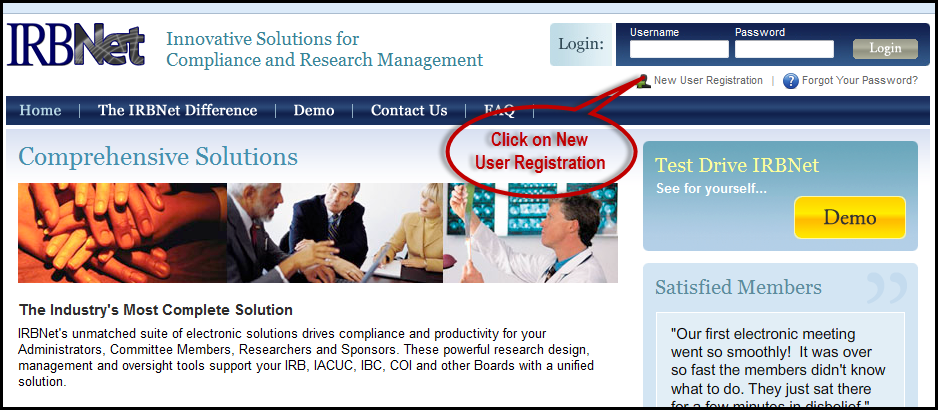 IRBNet
Innovative Solutions for
Compliance and Research Management
Login:
Username
Password
Login
New User Registration | Forgot Your Password?
Home | The IRBNet Difference | Demo | Contact Us | FAQ |
Click on New
User Registration
Comprehensive Solutions
The Industry's Most Complete Solution
IRBNet's unmatched suite of electronic solutions drives compliance and productivity for your
Administrators, Committee Members, Researchers and Sponsors. These powerful research design,
management and oversight tools support your IRB, IACUC, IBC, COI and other Boards with a unified
solution.
Test Drive IRBNet
See for yourself...
Demo
Satisfied Members
"Our first electronic meeting
went so smoothly! It was over
so fast the members didn't know
what to do. They just sat there
for a few minutes in disbelief."